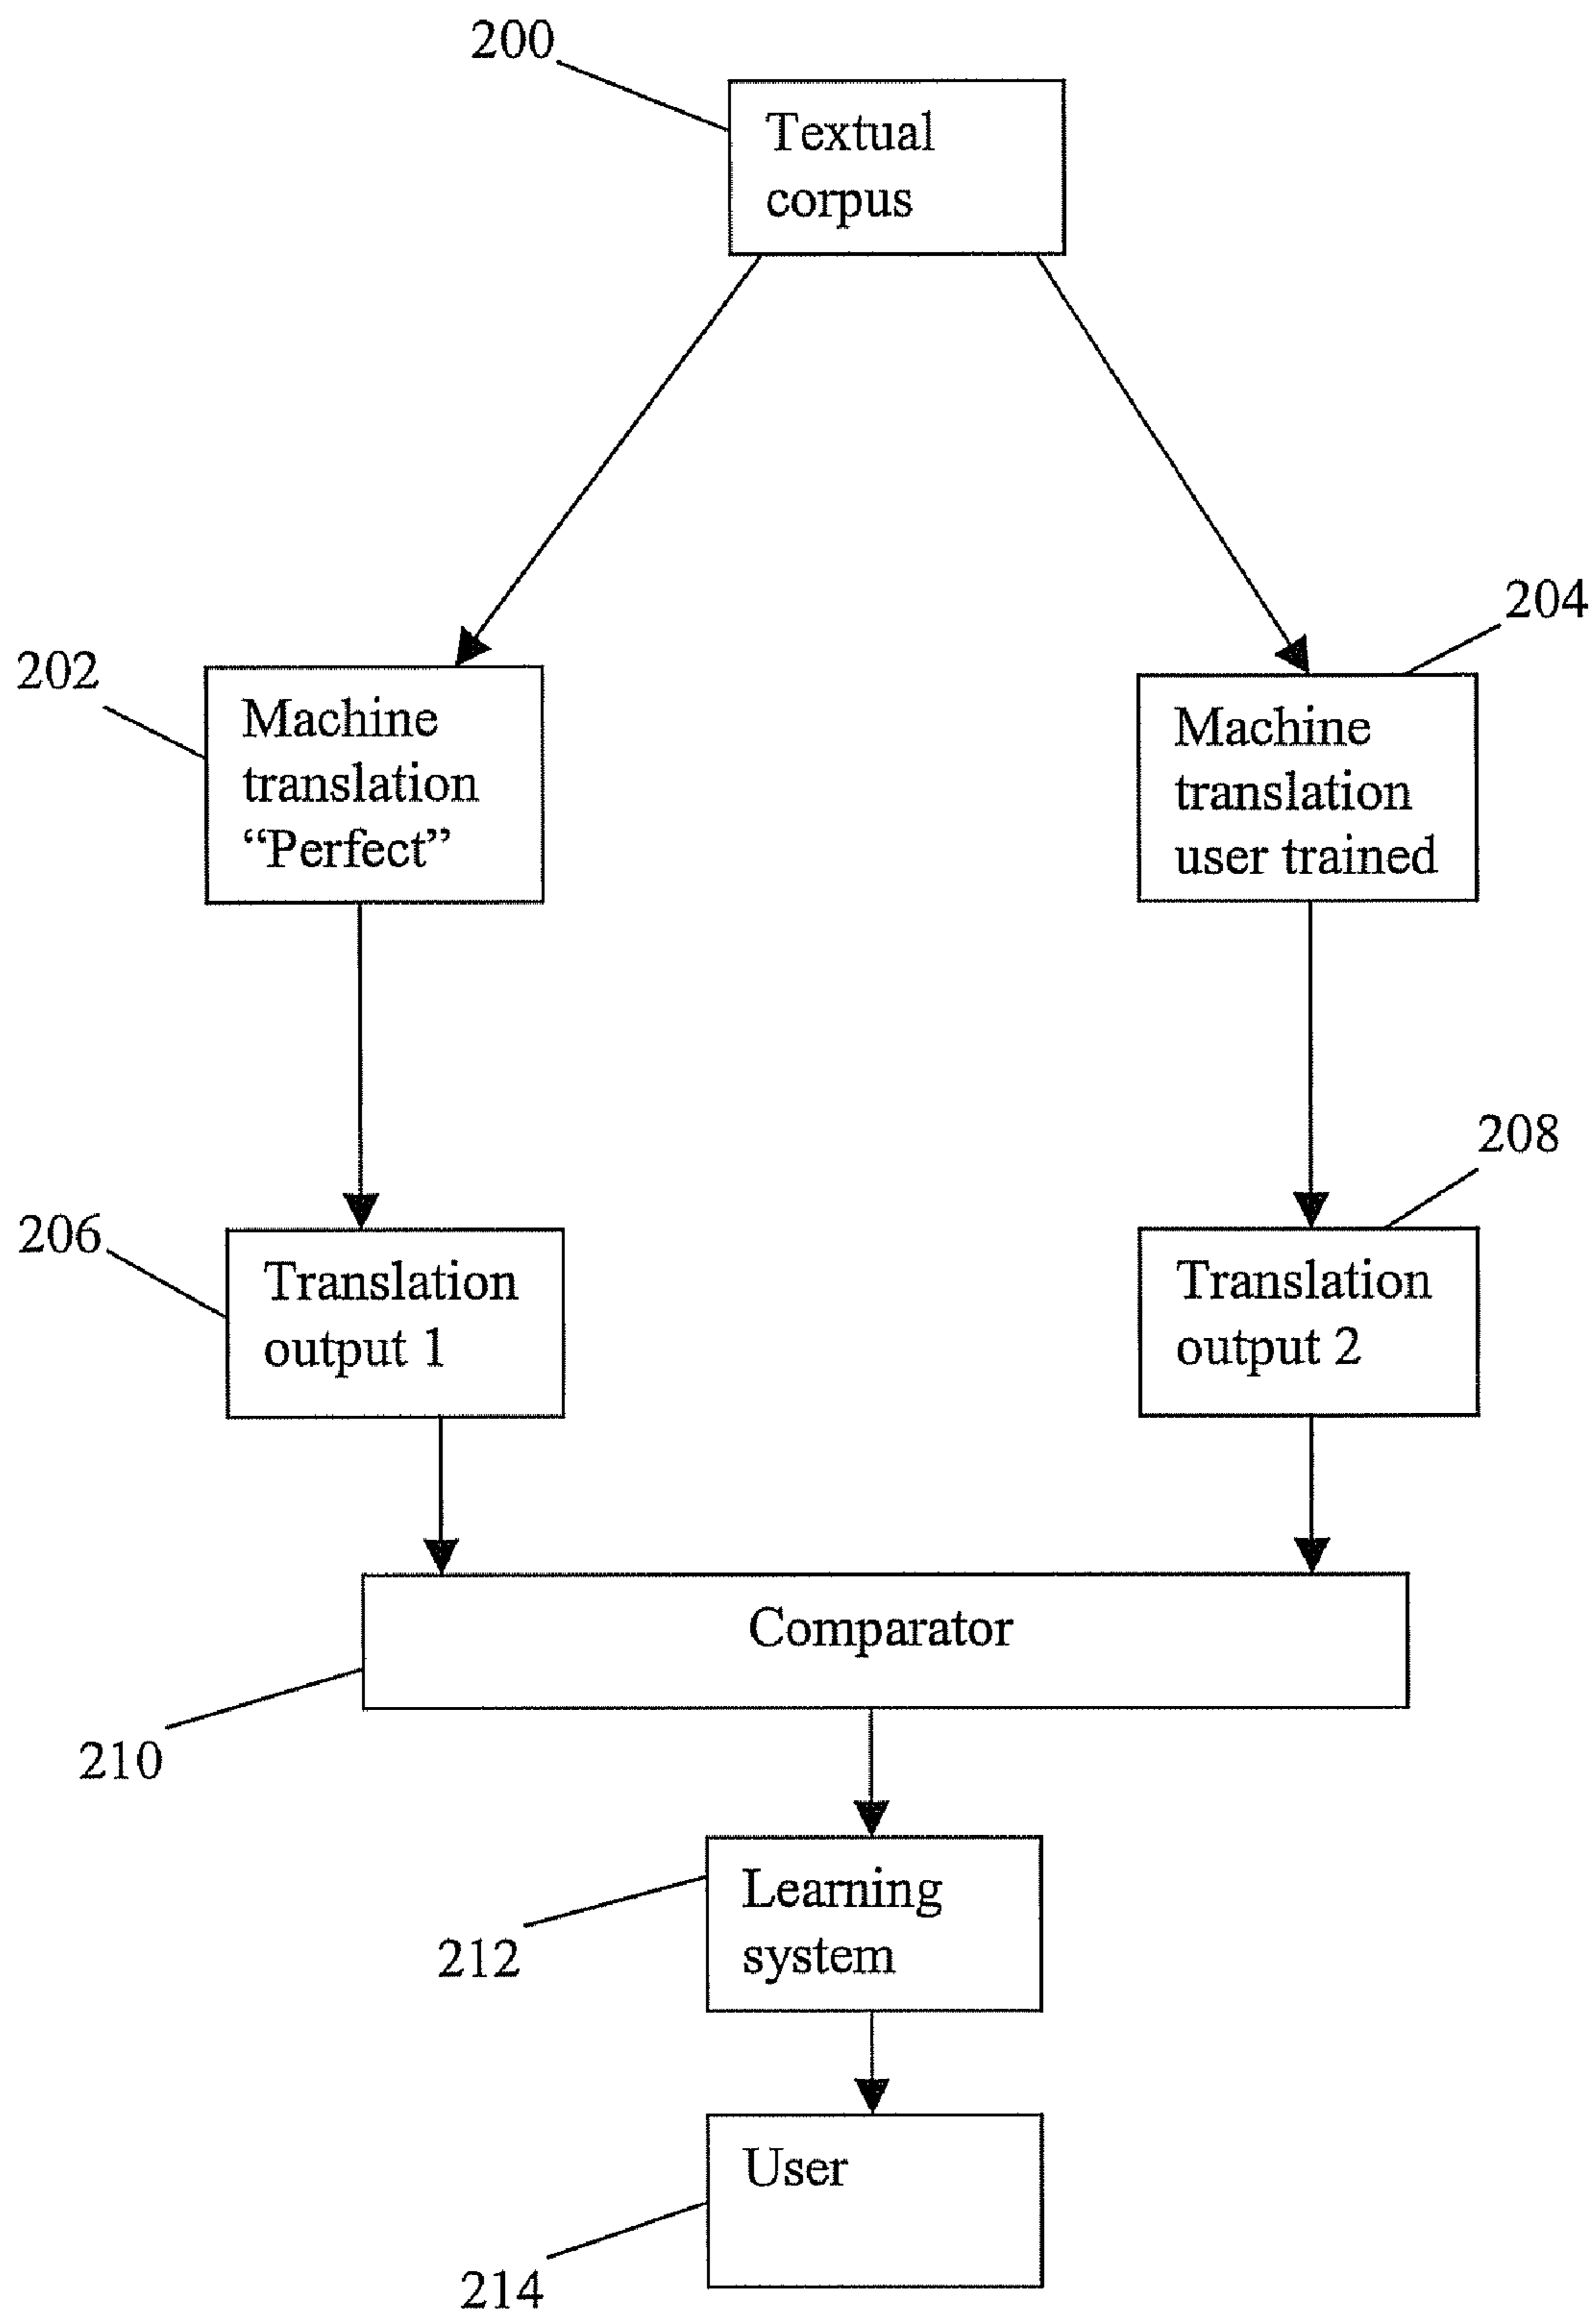 200
Textual
corpus
204
202
Machine
translation
“Perfect”
Machine
translation
user trained
208
206
Translation
output 1
Translation
output 2
Comparator
210
Learning
system
212
User
214